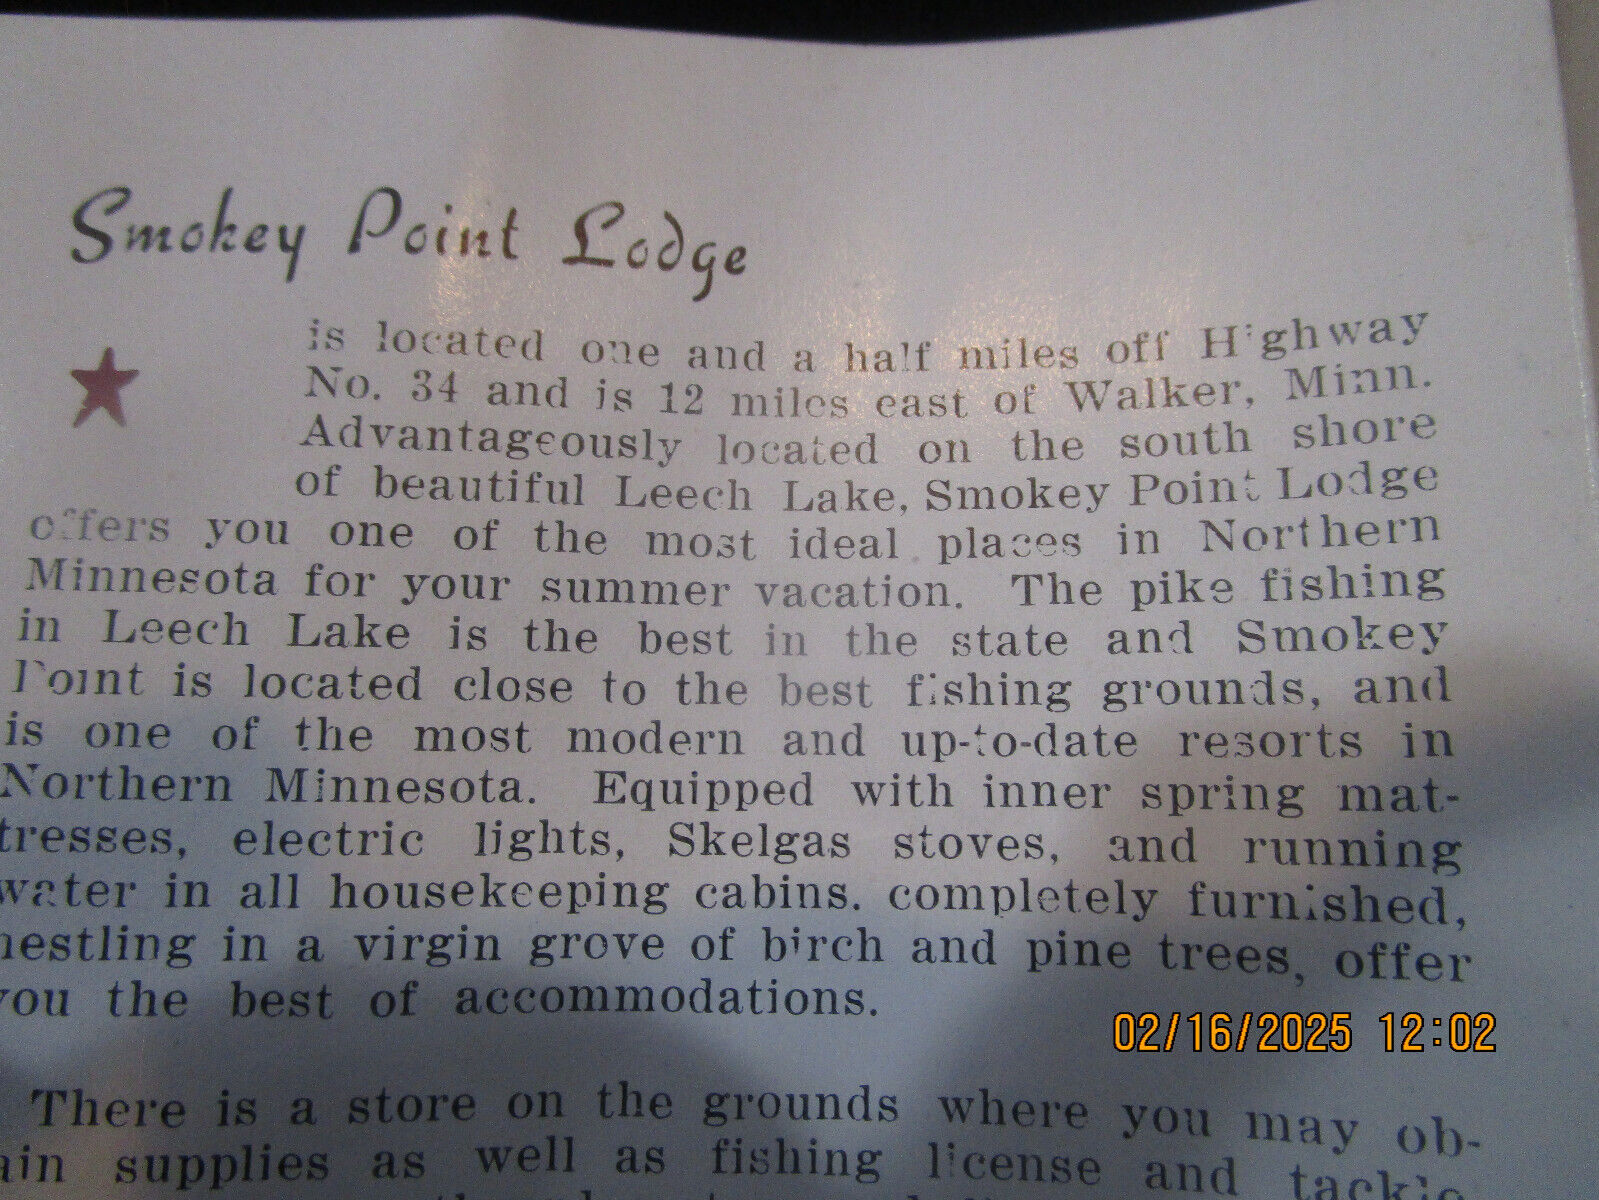 Smokey Point Lodge
is located one and a half miles off Highway
No. 34 and is 12 miles east of Walker, Minn.
Advantageously located on the south shore
of beautiful Leech Lake, Smokey Point Lodge
offers you one of the most ideal places in Northern
Minnesota for your summer vacation. The pike fishing
in Leech Lake is the best in the state and Smokey
Point is located close to the best fishing grounds, and
is one of the most modern and up-to-date resorts in
Northern Minnesota. Equipped with inner spring mat-
tresses, electric lights, Skelgas stoves, and running
water in all housekeeping cabins. completely furnished,
nestling in a virgin grove of birch and pine trees, offer
you the best of accommodations.
02/16/2025 12:02
There is a store on the grounds where you may ob-
ain supplies as well as fishing license and tackle